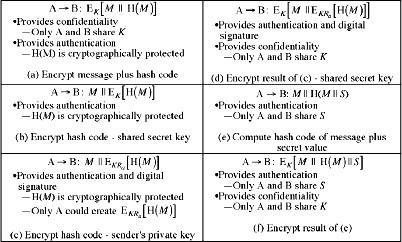 A → B: E_K[M || H(M)]
•Provides confidentiality
—Only A and B share K
•Provides authentication
—H(M) is cryptographically protected
(a) Encrypt message plus hash code
A → B: M || E_K[H(M)]
•Provides authentication
—H(M) is cryptographically protected
(b) Encrypt hash code - shared secret key
A → B: M || E_KR_a[H(M)]
•Provides authentication and digital
signature
—H(M) is cryptographically protected
—Only A could create E_KR_a[H(M)]
(c) Encrypt hash code - sender's private key
A → B: E_K[M || E_KR_a[H(M)]]
•Provides authentication and digital
signature
•Provides confidentiality
—Only A and B share K
(d) Encrypt result of (c) - shared secret key
A → B: M || H(M || S)
•Provides authentication
—Only A and B share S
(e) Compute hash code of message plus
secret value
A → B: E_K[M || H(M) || S]
•Provides authentication
—Only A and B share S
•Provides confidentiality
—Only A and B share K
(f) Encrypt result of (e)